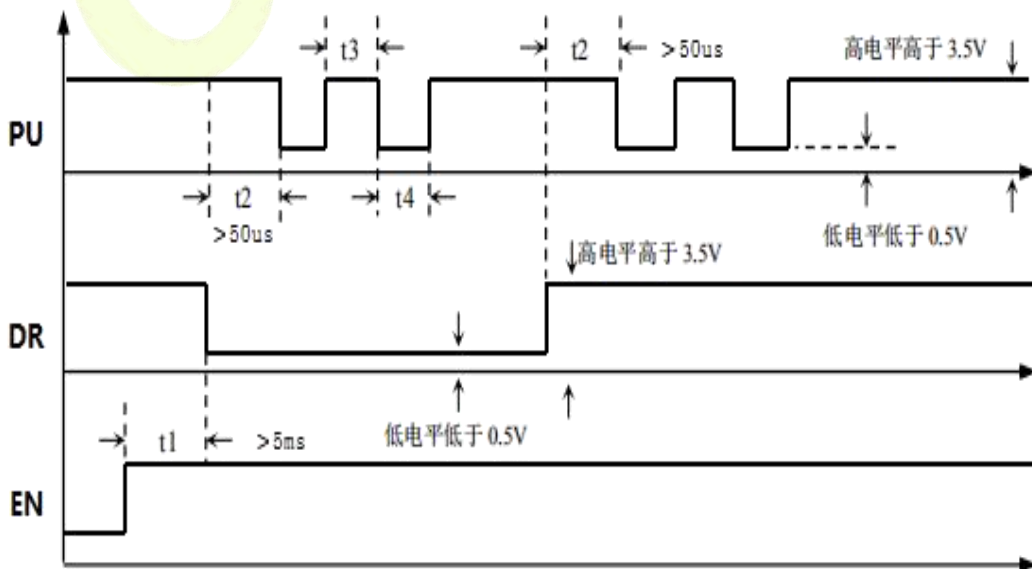 t3
t2
>50us
高电平高于 3.5V
PU
t2
t4
>50us
低电平低于 0.5V
高电平高于 3.5V
DR
t1
>5ms
低电平低于 0.5V
EN